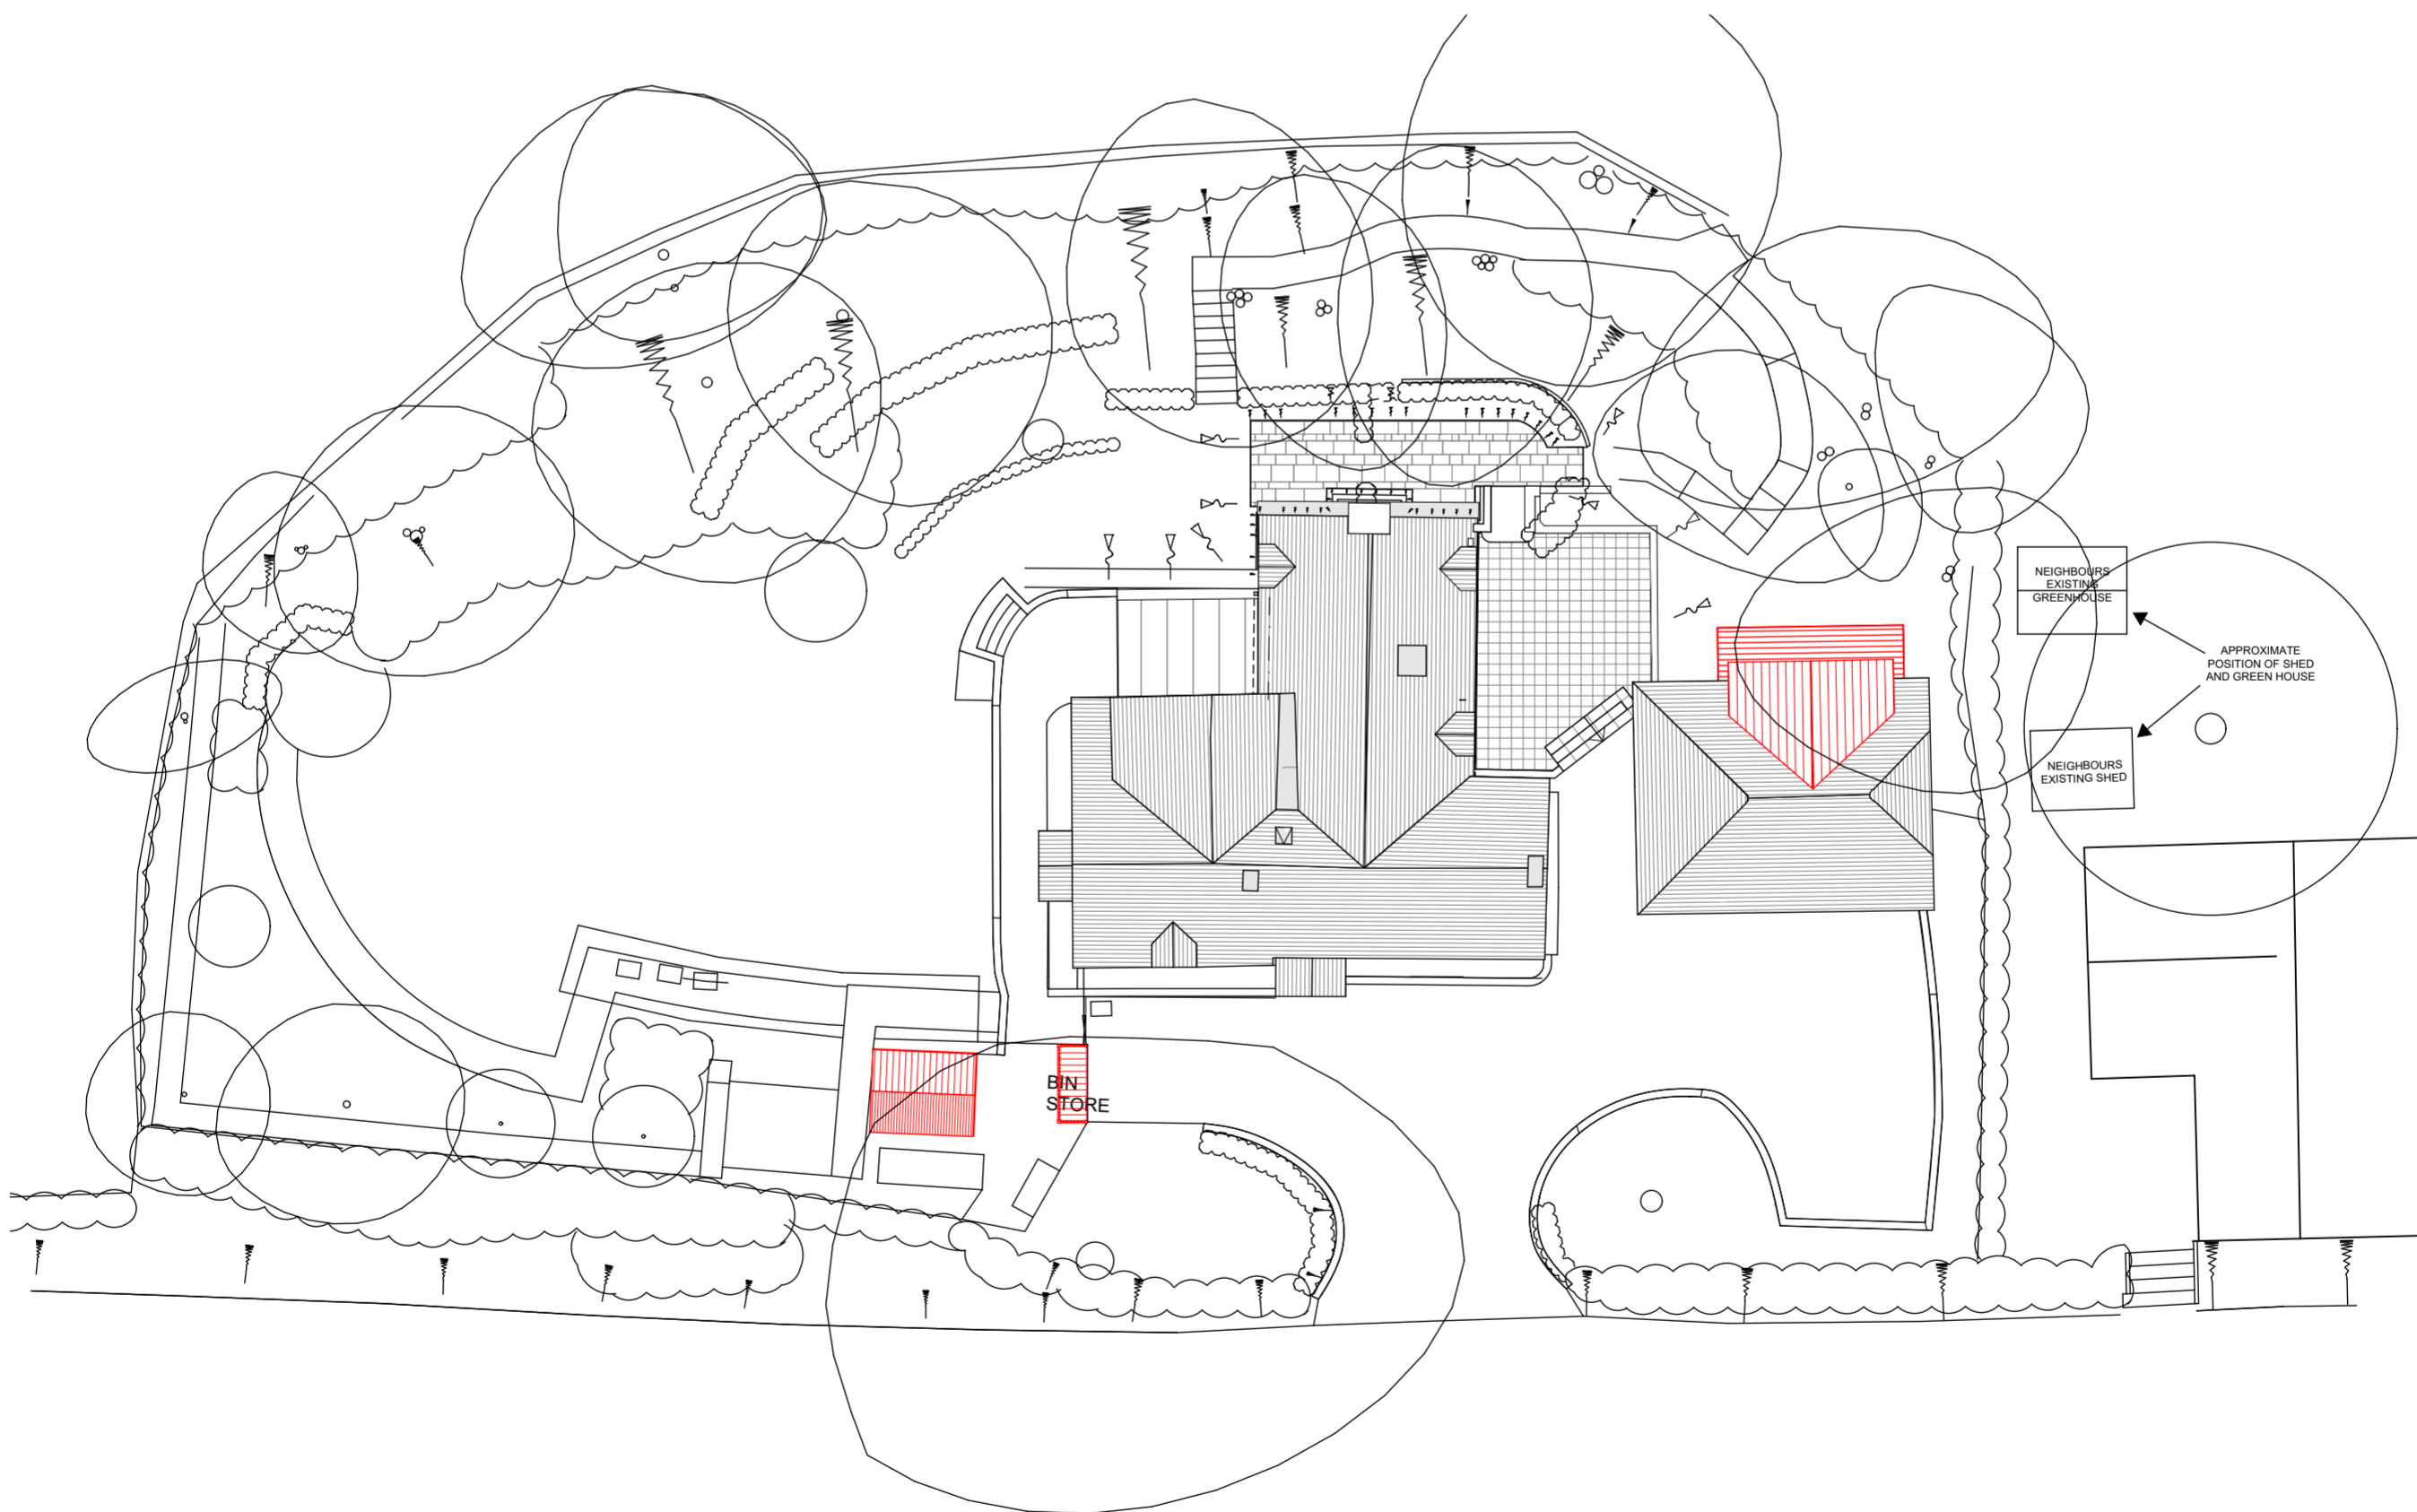 NEIGHBOURS
EXISTING
GREENHOUSE
APPROXIMATE
POSITION OF SHED
AND GREEN HOUSE
NEIGHBOURS
EXISTING SHED
BIN
STORE